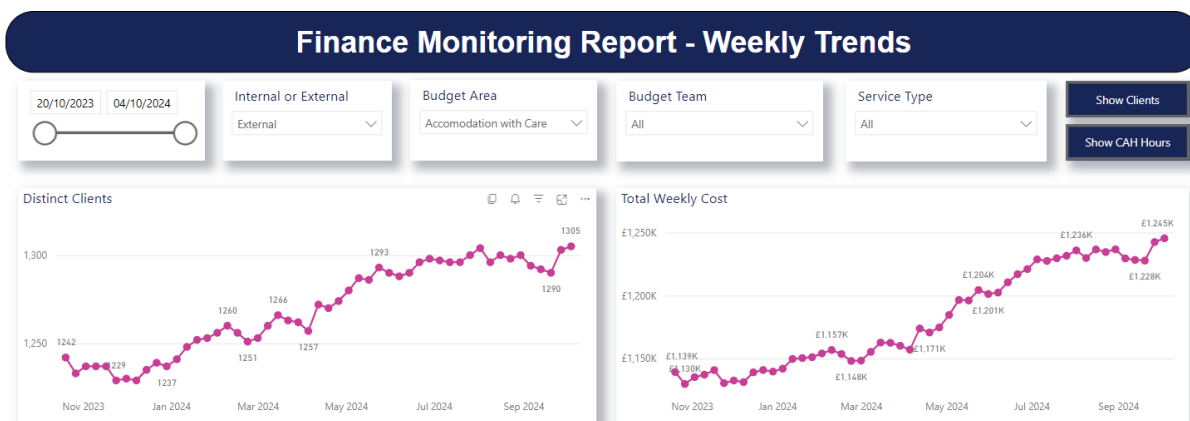 Finance Monitoring Report - Weekly Trends
20/10/2023 04/10/2024
Internal or External
External
Budget Area
Accomodation with Care
Budget Team
All
Service Type
All
Show Clients
Show CAH Hours
Distinct Clients
1,300
1,250
1242
1229
1237
1260
1251
1266
1257
1293
1290
1305
Nov 2023 Jan 2024 Mar 2024 May 2024 Jul 2024 Sep 2024
Total Weekly Cost
£1,250K
£1,200K
£1,150K
£1,139K
£1,130K
£1,157K
£1,148K
£1,171K
£1,204K
£1,201K
£1,236K
£1,228K
£1,245K
Nov 2023 Jan 2024 Mar 2024 May 2024 Jul 2024 Sep 2024